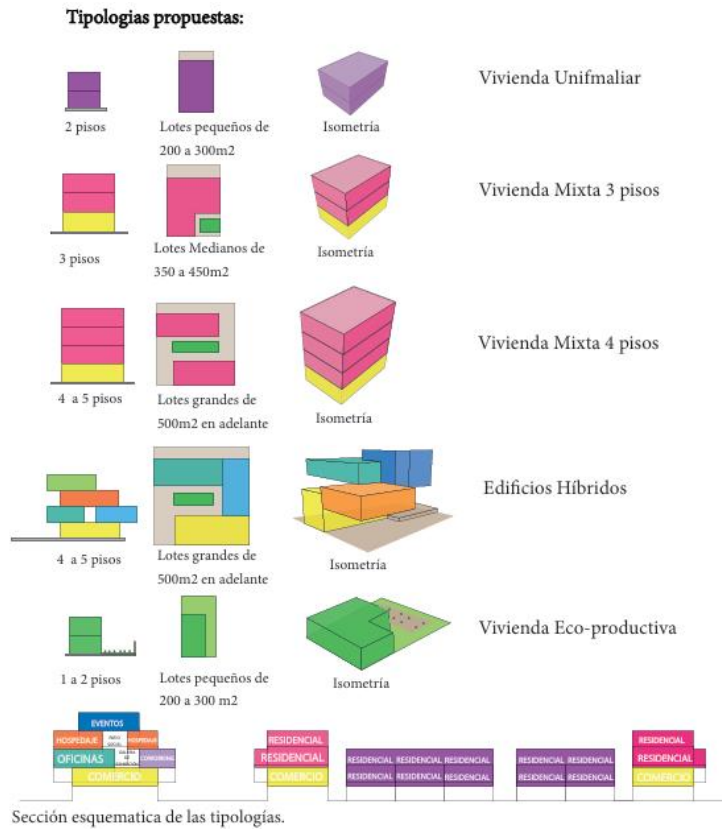 Tipologias propuestas:
2 pisos
Lotes pequeños de
200 a 300m2
Isometría
Vivienda Unifmaliar
3 pisos
Lotes Medianos de
350 a 450m2
Isometría
Vivienda Mixta 3 pisos
4 a 5 pisos
Lotes grandes de
500m2 en adelante
Isometría
Vivienda Mixta 4 pisos
4 a 5 pisos
Lotes grandes de
500m2 en adelante
Isometría
Edificios Híbridos
1 a 2 pisos
Lotes pequeños de
200 a 300 m2
Isometría
Vivienda Eco-productiva
EVENTOS
HOSPEDAJE HOSPEDAJE
OFICINAS COWORKING
COMERCIO
RESIDENCIAL
RESIDENCIAL
COMERCIO
RESIDENCIAL RESIDENCIAL RESIDENCIAL
RESIDENCIAL RESIDENCIAL RESIDENCIAL
RESIDENCIAL RESIDENCIAL
RESIDENCIAL RESIDENCIAL
RESIDENCIAL
RESIDENCIAL
COMERCIO
Sección esquematica de las tipologías.